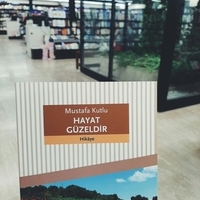 Mustafa Kutlu
HAYAT
GÜZELDİR
Hikâye